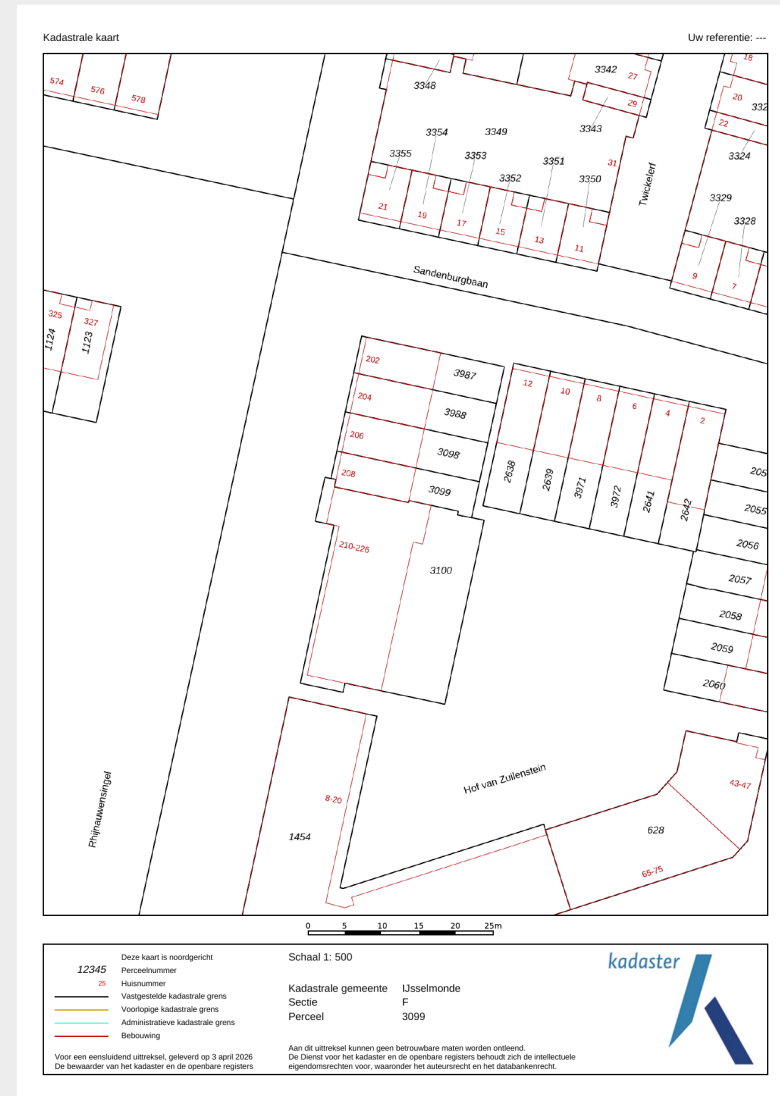 Kadastrale kaart
Uw referentie: ---
574
576
578
3348
3342
27
18
20
29
3343
22
3354
3349
3324
3355
3353
3351
31
3352
3350
Twickelerf
3329
3328
21
19
17
15
13
11
9
7
Sandenburgbaan
325
327
1124
1123
202
3987
204
3988
206
3098
208
3099
12
10
8
6
4
2
2638
2639
3971
3972
2641
2642
2055
2056
2057
2058
2059
2060
210-226
3100
Rhijnauwensingel
8-20
1454
Hof van Zuilenstein
43-47
628
65-75
0 5 10 15 20 25m
Deze kaart is noordgericht
12345 Perceelnummer
25 Huisnummer
Vastgestelde kadastrale grens
Voorlopige kadastrale grens
Administratieve kadastrale grens
Bebouwing
Voor een eensluidend uittreksel, geleverd op 3 april 2026
De bewaarder van het kadaster en de openbare registers
Schaal 1: 500
Kadastrale gemeente IJsselmonde
Sectie F
Perceel 3099
Aan dit uittreksel kunnen geen betrouwbare maten worden ontleend.
De Dienst voor het kadaster en de openbare registers behoudt zich de intellectuele
eigendomsrechten voor, waaronder het auteursrecht en het databankenrecht.
kadaster